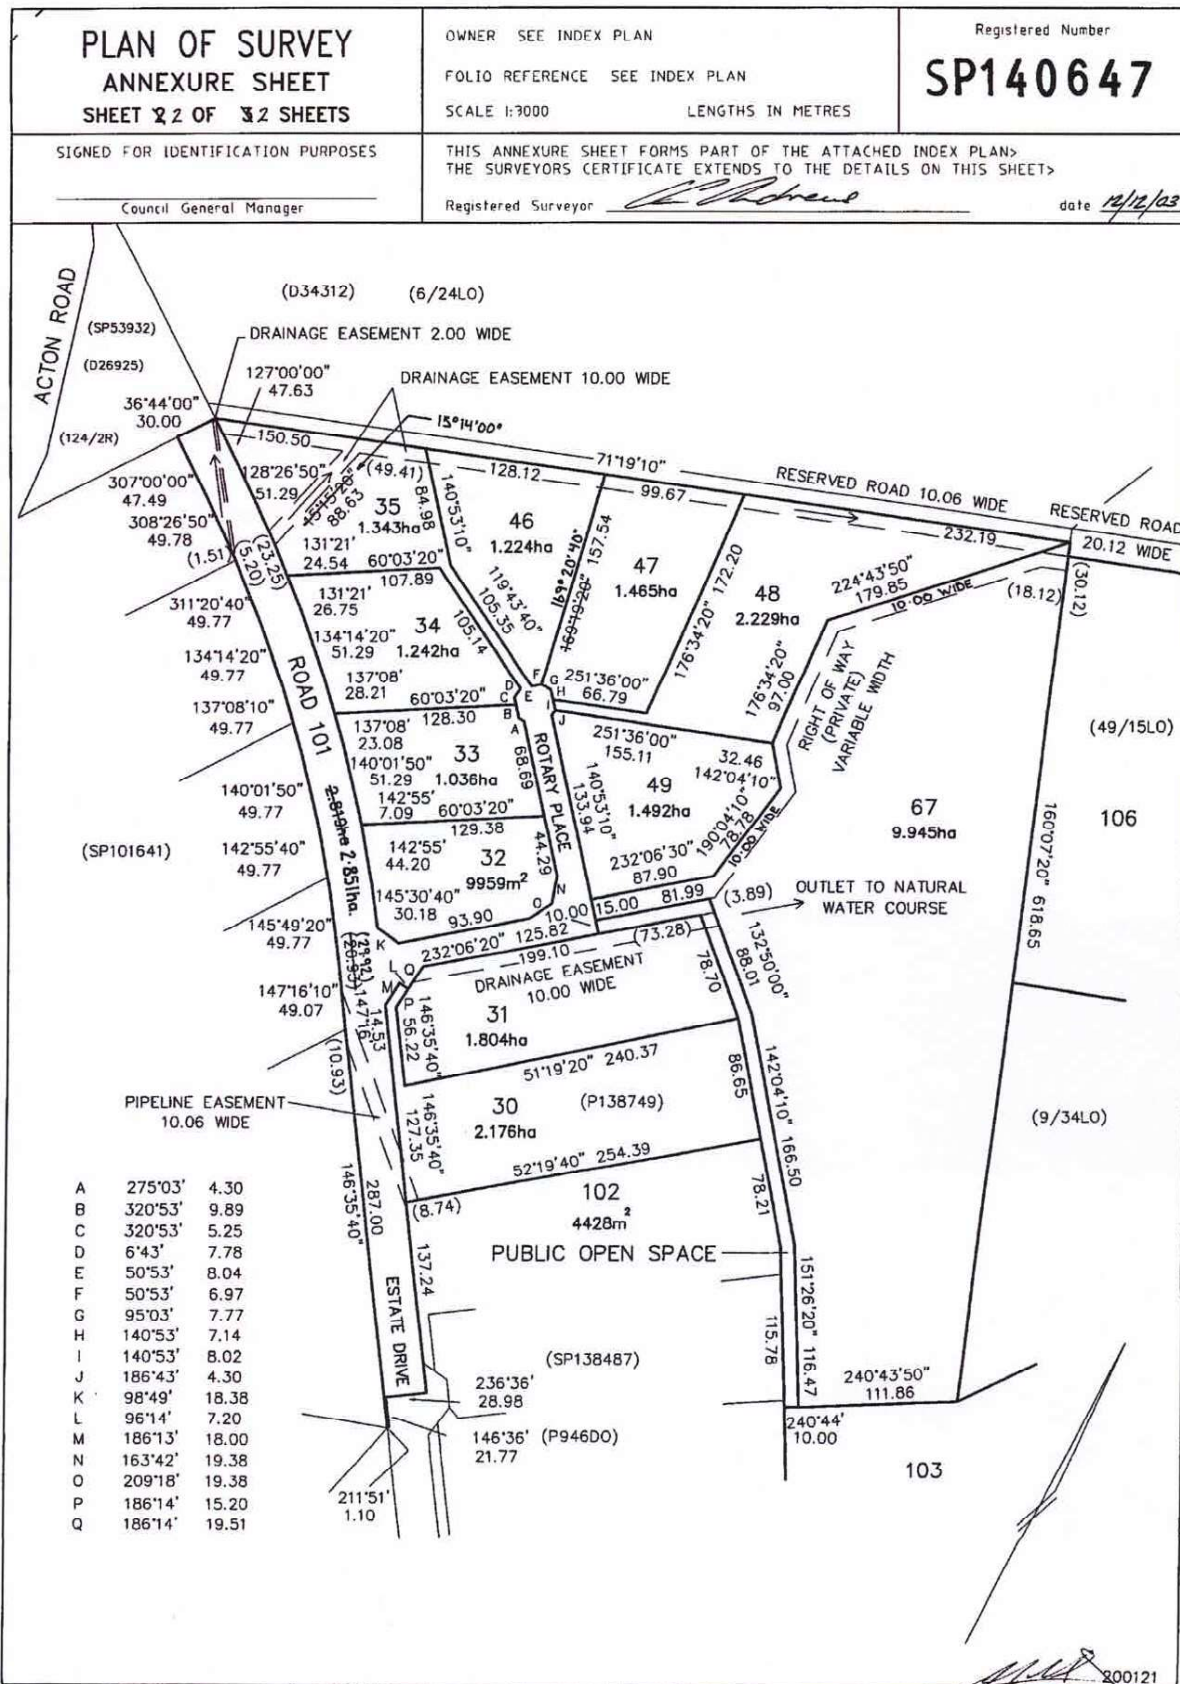 PLAN OF SURVEY
ANNEXURE SHEET
SHEET 2 OF 2 SHEETS
OWNER SEE INDEX PLAN
FOLIO REFERENCE SEE INDEX PLAN
SCALE 1:3000 LENGTHS IN METRES
Registered Number
SP140647
SIGNED FOR IDENTIFICATION PURPOSES
Council General Manager
THIS ANNEXURE SHEET FORMS PART OF THE ATTACHED INDEX PLAN>
THE SURVEYORS CERTIFICATE EXTENDS TO THE DETAILS ON THIS SHEET>
Registered Surveyor
date 12/12/03
ACTON ROAD
(SP53932)
(D26925)
(124/2R)
(D34312) (6/24LO)
DRAINAGE EASEMENT 2.00 WIDE
DRAINAGE EASEMENT 10.00 WIDE
127°00'00"
47.63
36°44'00"
30.00
15°14'00"
150.50
(49.41)
128.12
71°19'10"
99.67
RESERVED ROAD 10.06 WIDE
232.19
RESERVED ROAD
20.12 WIDE
307°00'00"
47.49
308°26'50"
49.78
(1.51)
(5.20)
(23.25)
128°26'50"
51.29
15°15'20"
88.63
35
1.343ha
84.98
140°53'10"
131°21'
24.54
60°03'20"
107.89
46
1.224ha
119°43'40"
105.35
169°20'40"
169°19'20"
157.54
47
1.465ha
176°34'20" 172.20
48
2.229ha
224°43'50"
179.85
10.00 WIDE
(18.12)
(30.12)
311°20'40"
49.77
134°14'20"
49.77
137°08'10"
49.77
140°01'50"
49.77
142°55'40"
49.77
145°49'20"
49.77
147°16'10"
49.07
(SP101641)
ROAD 101
2.819ha 2.851ha.
131°21'
26.75
134°14'20"
51.29
137°08'
28.21
34
1.242ha
105.14
60°03'20"
128.30
D
C
B
A
E
F
G
H
I
J
251°36'00"
66.79
176°34'20"
97.00
RIGHT OF WAY
(PRIVATE)
VARIABLE WIDTH
(49/15LO)
137°08'
23.08
140°01'50"
51.29
142°55'
7.09
33
1.036ha
60°03'20"
129.38
68.69
ROTARY PLACE
140°53'10"
133.94
251°36'00"
155.11
32.46
142°04'10"
49
1.492ha
190°04'10"
78.78
10.00 WIDE
232°06'30"
87.90
67
9.945ha
106
160°07'20" 618.65
142°55'
44.20
145°30'40"
30.18
32
9959m²
44.29
93.90
N
O
10.00
15.00
81.99
(3.89)
OUTLET TO NATURAL
WATER COURSE
232°06'20"
125.82
199.10
(73.28)
DRAINAGE EASEMENT
10.00 WIDE
K
L
M
P
Q
(29.92)
(20.93)
147°16'
14.53
(10.93)
146°35'40"
56.22
31
1.804ha
78.70
132°50'00"
88.01
51°19'20" 240.37
30
2.176ha
(P138749)
146°35'40"
127.35
86.65
142°04'10" 166.50
52°19'40" 254.39
(9/34LO)
PIPELINE EASEMENT
10.06 WIDE
146°35'40"
287.00
(8.74)
137.24
102
4428m²
78.21
PUBLIC OPEN SPACE
ESTATE DRIVE
151°26'20" 116.47
115.78
(SP138487)
236°36'
28.98
240°43'50"
111.86
240°44'
10.00
146°36' (P946DO)
21.77
103
211°51'
1.10
A 275°03' 4.30
B 320°53' 9.89
C 320°53' 5.25
D 6°43' 7.78
E 50°53' 8.04
F 50°53' 6.97
G 95°03' 7.77
H 140°53' 7.14
I 140°53' 8.02
J 186°43' 4.30
K 98°49' 18.38
L 96°14' 7.20
M 186°13' 18.00
N 163°42' 19.38
O 209°18' 19.38
P 186°14' 15.20
Q 186°14' 19.51
200121